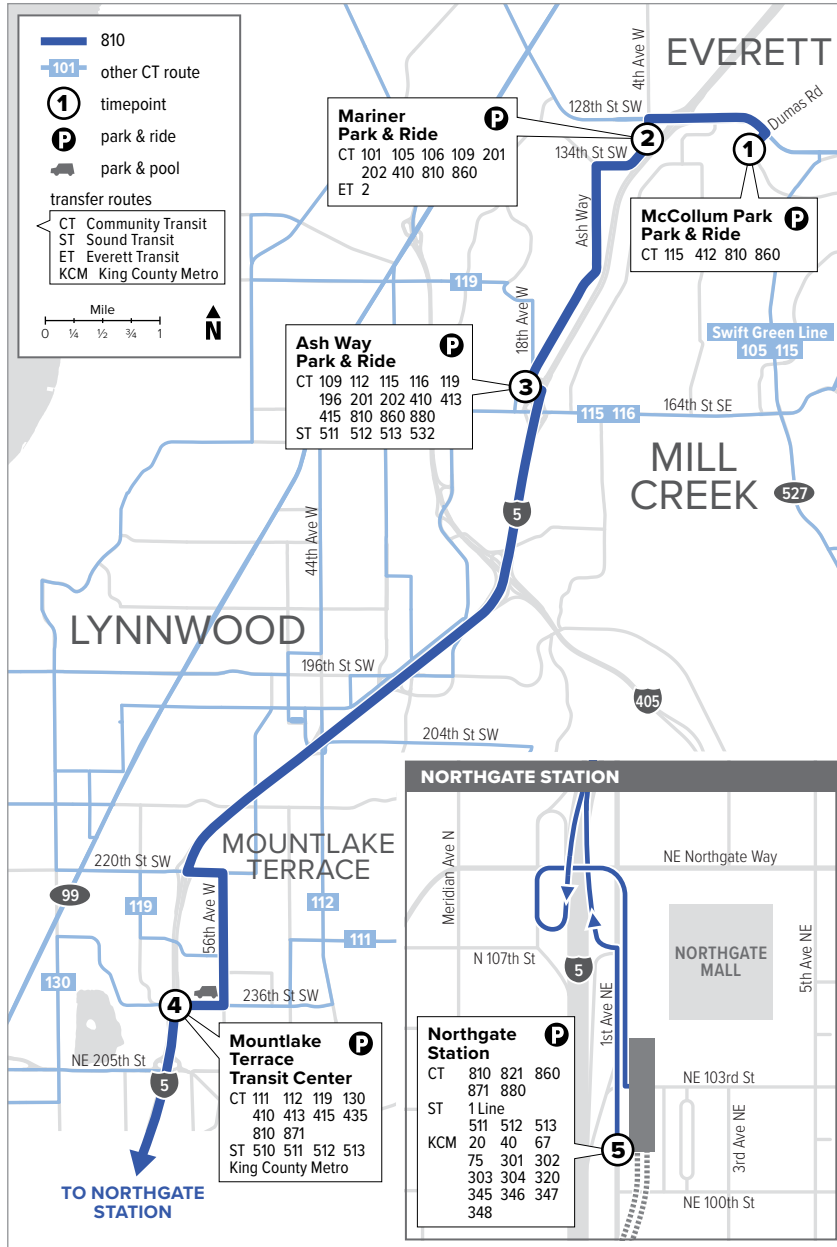 810
101 other CT route
1 timepoint
P park & ride
park & pool
transfer routes
CT Community Transit
ST Sound Transit
ET Everett Transit
KCM King County Metro
Mile
0 ¼ ½ ¾ 1
N
EVERETT
4th Ave W
128th St SW
Dumas Rd
Mariner
Park & Ride
P
CT 101 105 106 109 201
202 410 810 860
ET 2
2
1
134th St SW
Ash Way
McCollum Park
Park & Ride
P
CT 115 412 810 860
119
18th Ave W
Swift Green Line
105 115
Ash Way
Park & Ride
P
CT 109 112 115 116 119
196 201 202 410 413
415 810 860 880
ST 511 512 513 532
3
115 116
164th St SE
MILL
CREEK
527
5
44th Ave W
LYNNWOOD
196th St SW
405
204th St SW
MOUNTLAKE
TERRACE
220th St SW
99
119
56th Ave W
112
111
130
236th St SW
4
Mountlake
Terrace
Transit Center
P
CT 111 112 119 130
410 413 415 435
810 871
ST 510 511 512 513
King County Metro
NE 205th St
5
TO NORTHGATE
STATION
NORTHGATE STATION
Meridian Ave N
NE Northgate Way
N 107th St
5
NORTHGATE
MALL
5th Ave NE
1st Ave NE
Northgate
Station
P
CT 810 821 860
871 880
ST 1 Line
511 512 513
KCM 20 40 67
75 301 302
303 304 320
345 346 347
348
5
NE 103rd St
3rd Ave NE
NE 100th St